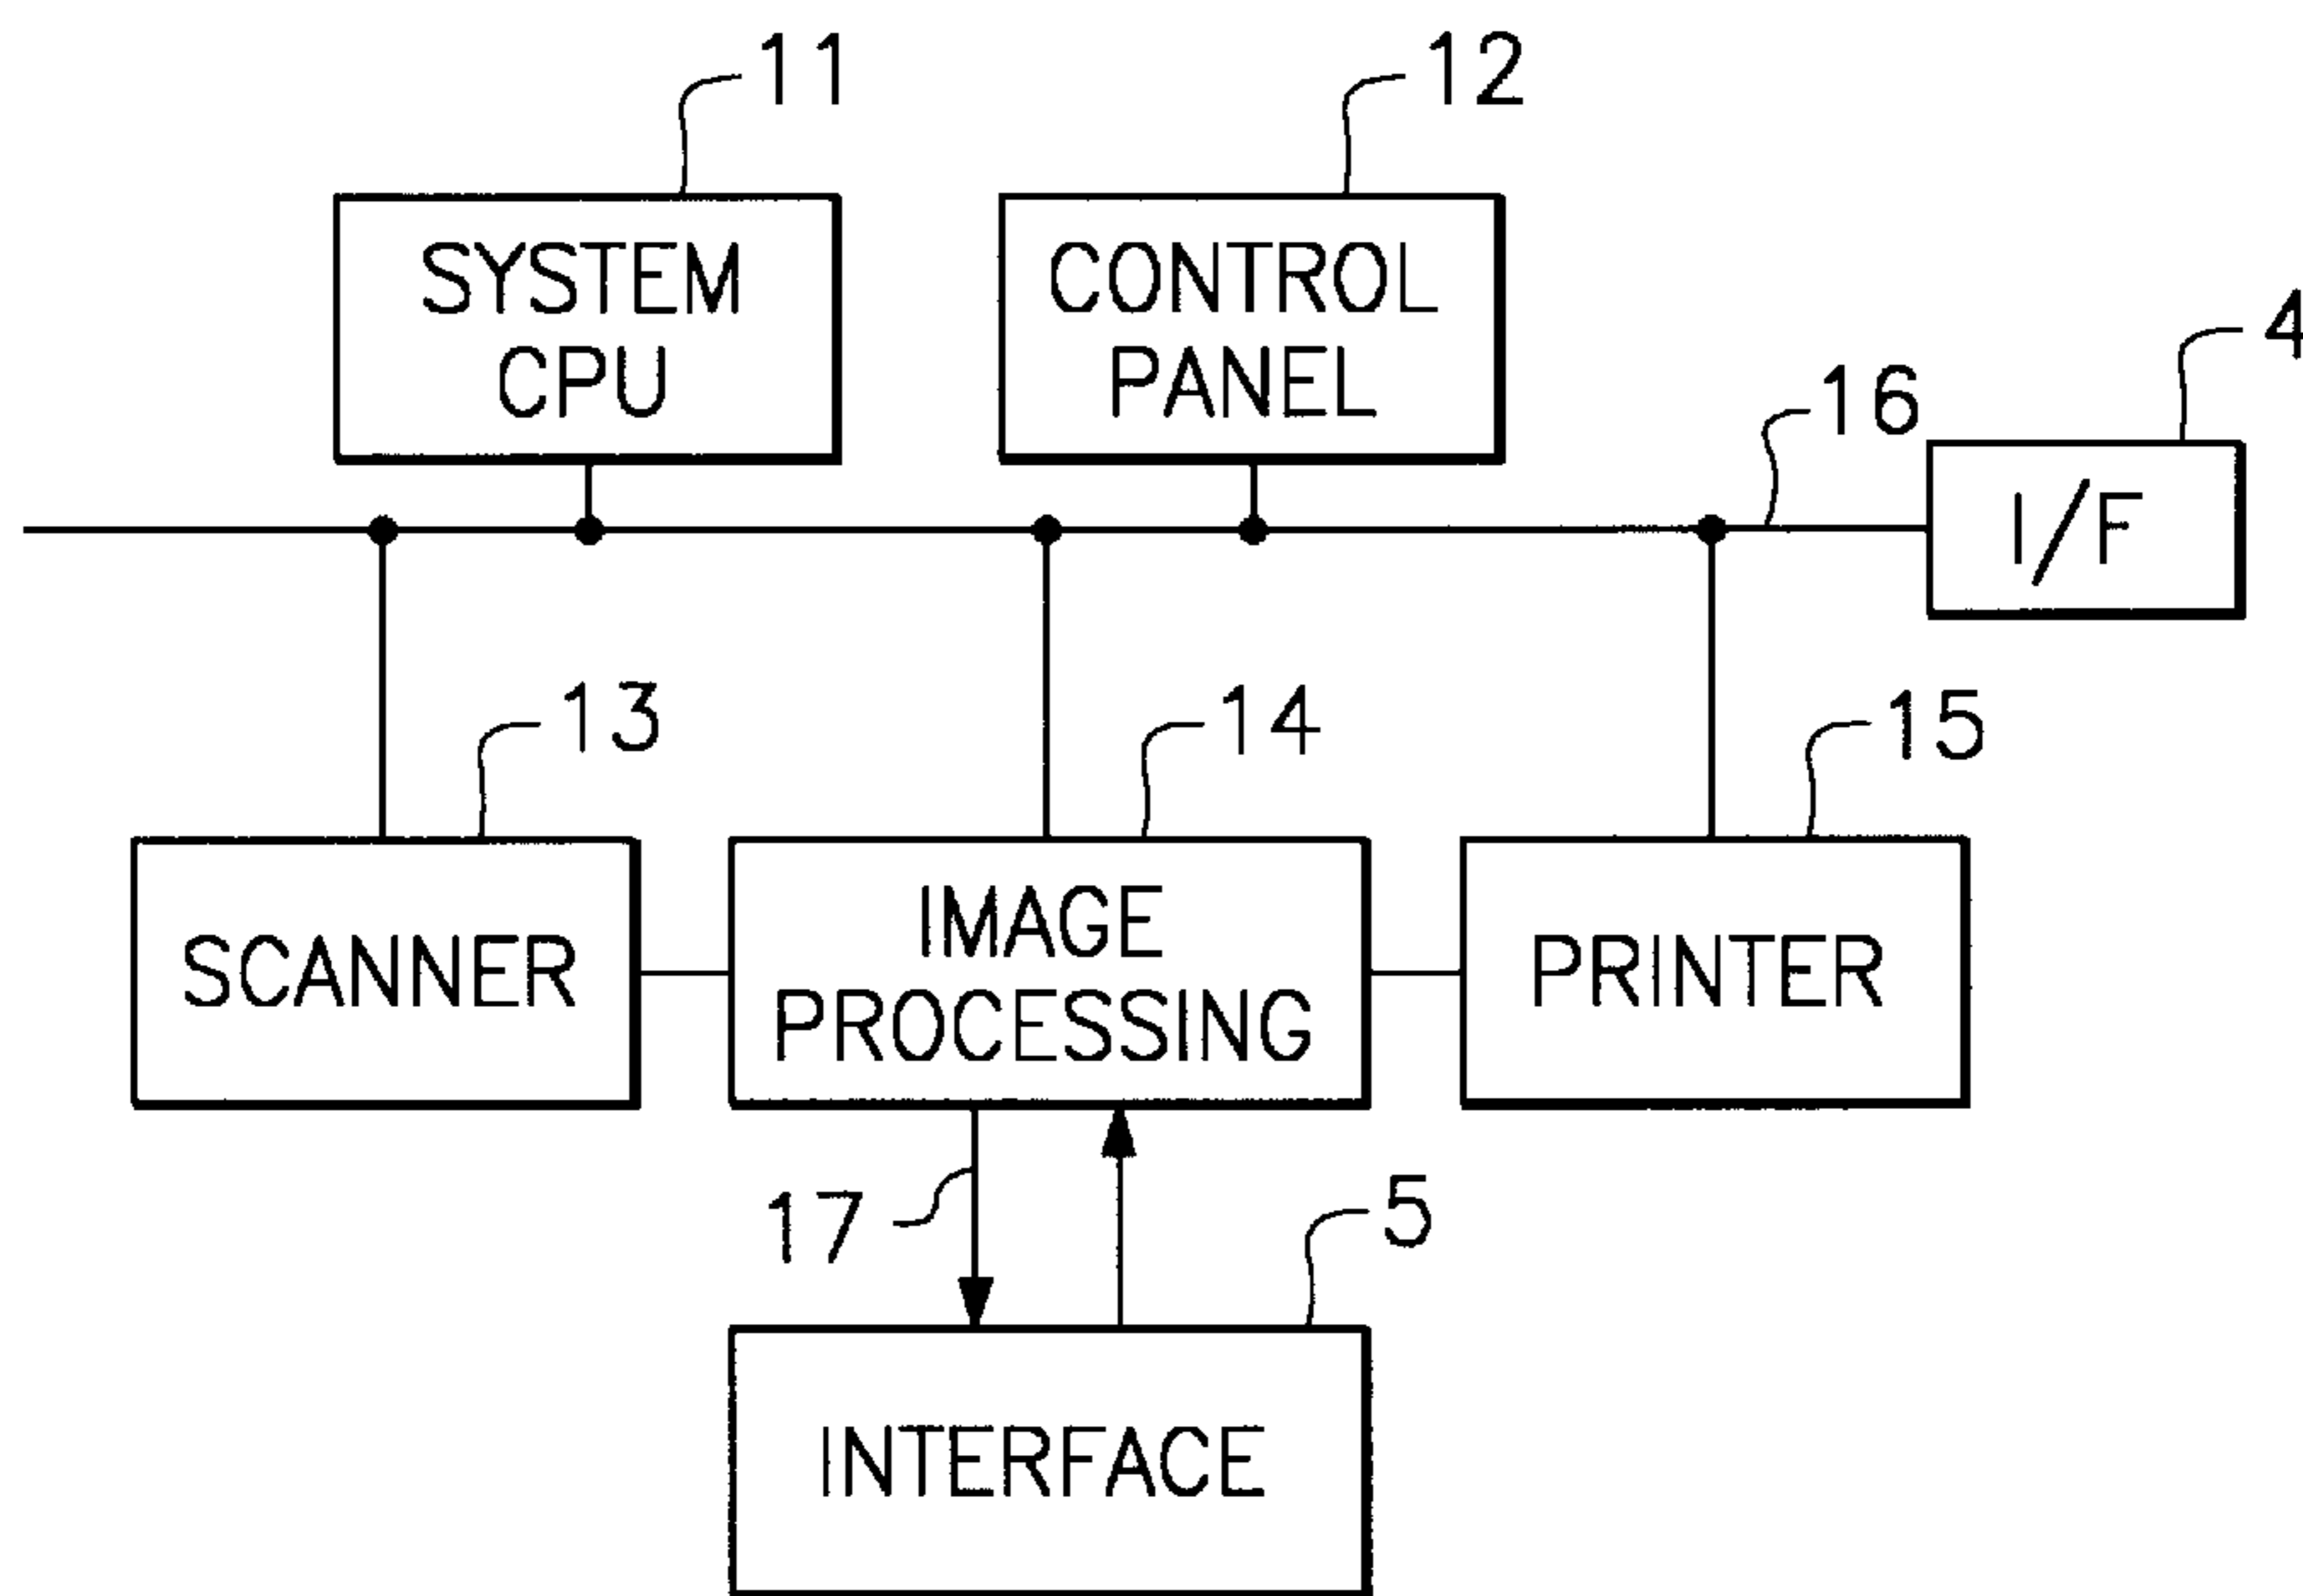 11
12
SYSTEM
CPU
CONTROL
PANEL
4
16
I/F
13
14
15
SCANNER
IMAGE
PROCESSING
PRINTER
17
5
INTERFACE